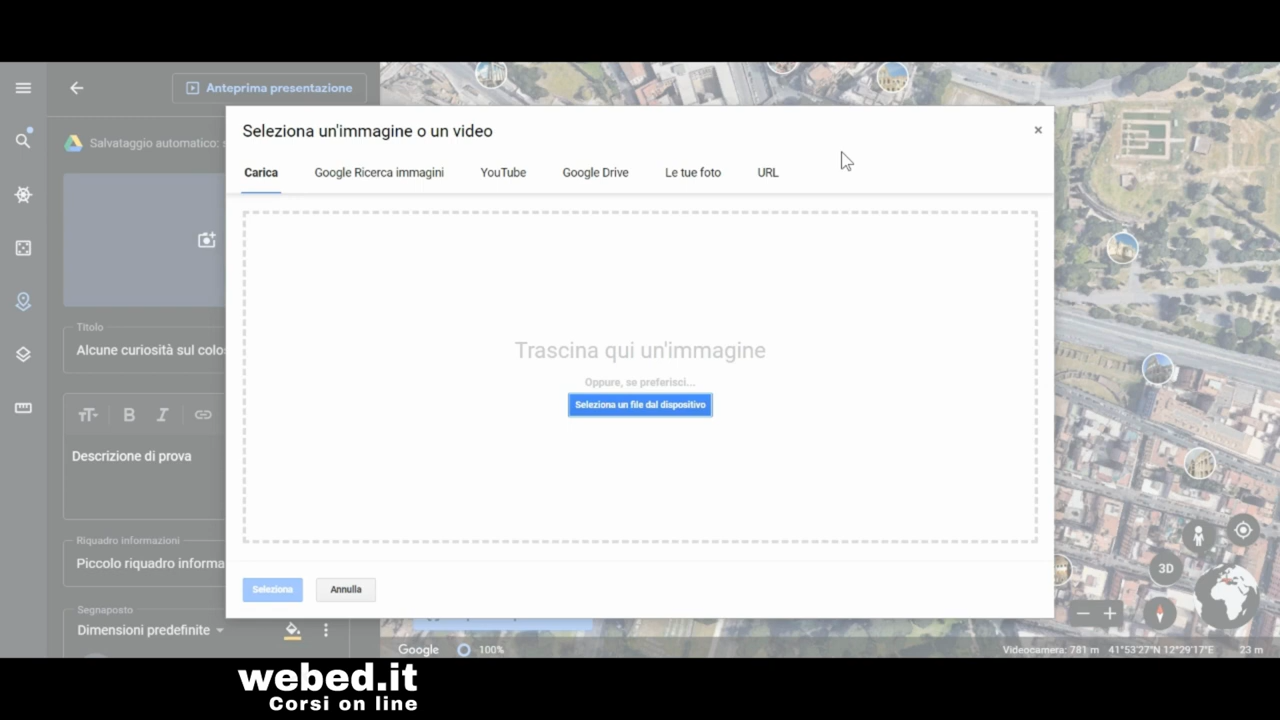 Anteprima presentazione
Salvataggio automatico:
Seleziona un'immagine o un video
×
Carica
Google Ricerca immagini
YouTube
Google Drive
Le tue foto
URL
Titolo
Alcune curiosità sul colo
Trascina qui un'immagine
Oppure, se preferisci...
Seleziona un file dal dispositivo
Descrizione di prova
Riquadro informazioni
Piccolo riquadro informa
Seleziona
Annulla
Segnaposto
Dimensioni predefinite
3D
Google
100%
Videocamera: 781 m 41°53'27"N 12°29'17"E 23 m
webed.it
Corsi on line